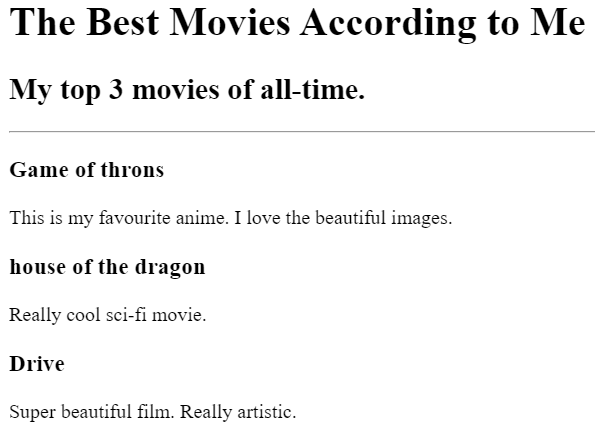 The Best Movies According to Me
My top 3 movies of all-time.
Game of throns
This is my favourite anime. I love the beautiful images.
house of the dragon
Really cool sci-fi movie.
Drive
Super beautiful film. Really artistic.